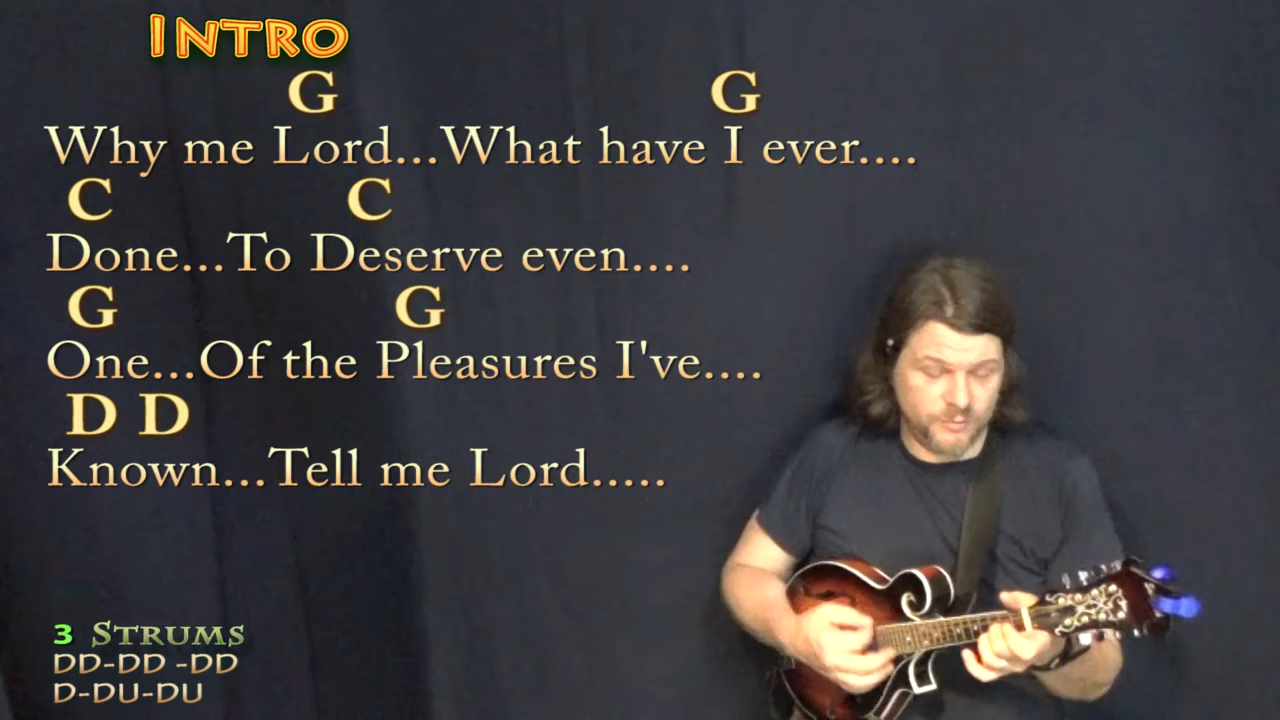 INTRO
G G
Why me Lord...What have I ever....
C C
Done...To Deserve even....
G G
One...Of the Pleasures I've....
D D
Known...Tell me Lord.....
3 STRUMS
DD-DD -DD
D-DU-DU